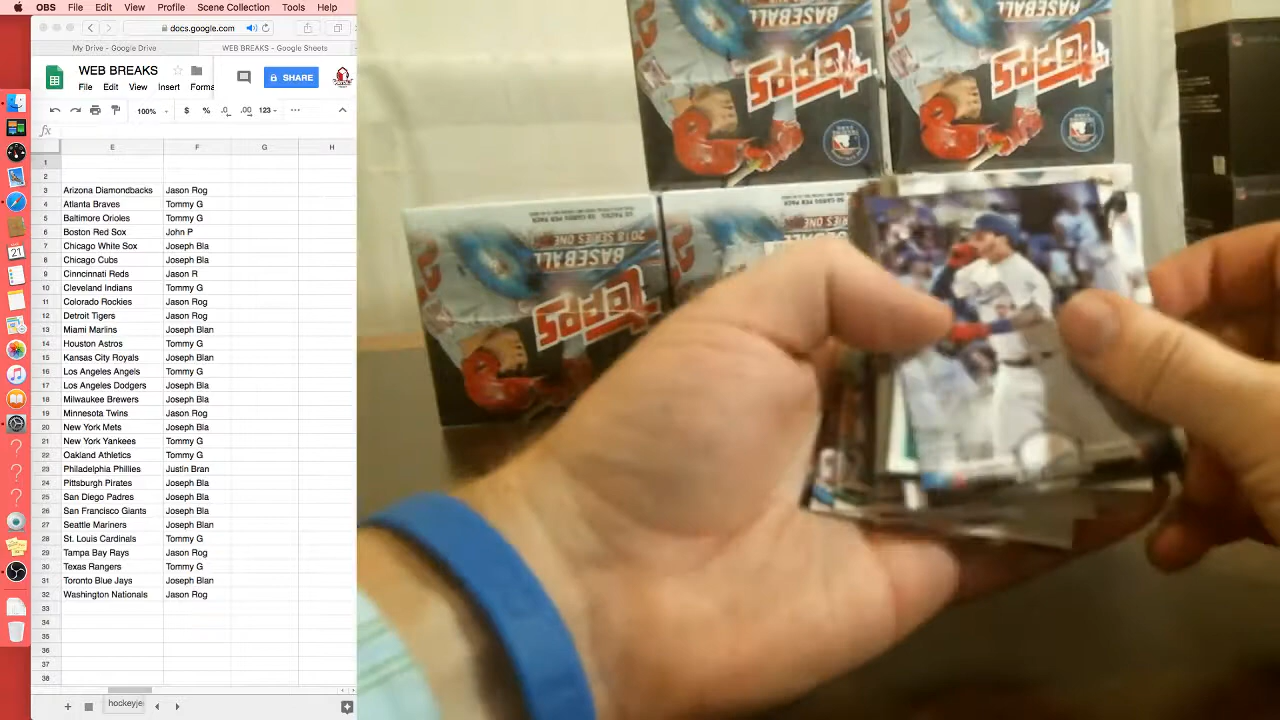 OBS File Edit View Profile Scene Collection Tools Help
docs.google.com
My Drive - Google Drive
WEB BREAKS - Google Sheets
WEB BREAKS
SHARE
File Edit View Insert Forma
100% $ % .0 .00 123 ...
fx
E F G H
1
2
3 Arizona Diamondbacks Jason Rog
4 Atlanta Braves Tommy G
5 Baltimore Orioles Tommy G
6 Boston Red Sox John P
7 Chicago White Sox Joseph Bla
8 Chicago Cubs Joseph Bla
9 Cinncinnati Reds Jason R
10 Cleveland Indians Tommy G
11 Colorado Rockies Jason Rog
12 Detroit Tigers Jason Rog
13 Miami Marlins Joseph Blan
14 Houston Astros Tommy G
15 Kansas City Royals Joseph Blan
16 Los Angeles Angels Tommy G
17 Los Angeles Dodgers Joseph Bla
18 Milwaukee Brewers Joseph Bla
19 Minnesota Twins Jason Rog
20 New York Mets Joseph Bla
21 New York Yankees Tommy G
22 Oakland Athletics Tommy G
23 Philadelphia Phillies Justin Bran
24 Pittsburgh Pirates Joseph Bla
25 San Diego Padres Joseph Bla
26 San Francisco Giants Joseph Bla
27 Seattle Mariners Joseph Blan
28 St. Louis Cardinals Tommy G
29 Tampa Bay Rays Jason Rog
30 Texas Rangers Tommy G
31 Toronto Blue Jays Joseph Blan
32 Washington Nationals Jason Rog
33
34
35
36
37
38
hockeyje
21
BASEBALL
Topps
BASEBALL
Topps
2018 SERIES ONE
BASEBALL
Topps
2018 SERIES ONE
BASEBALL